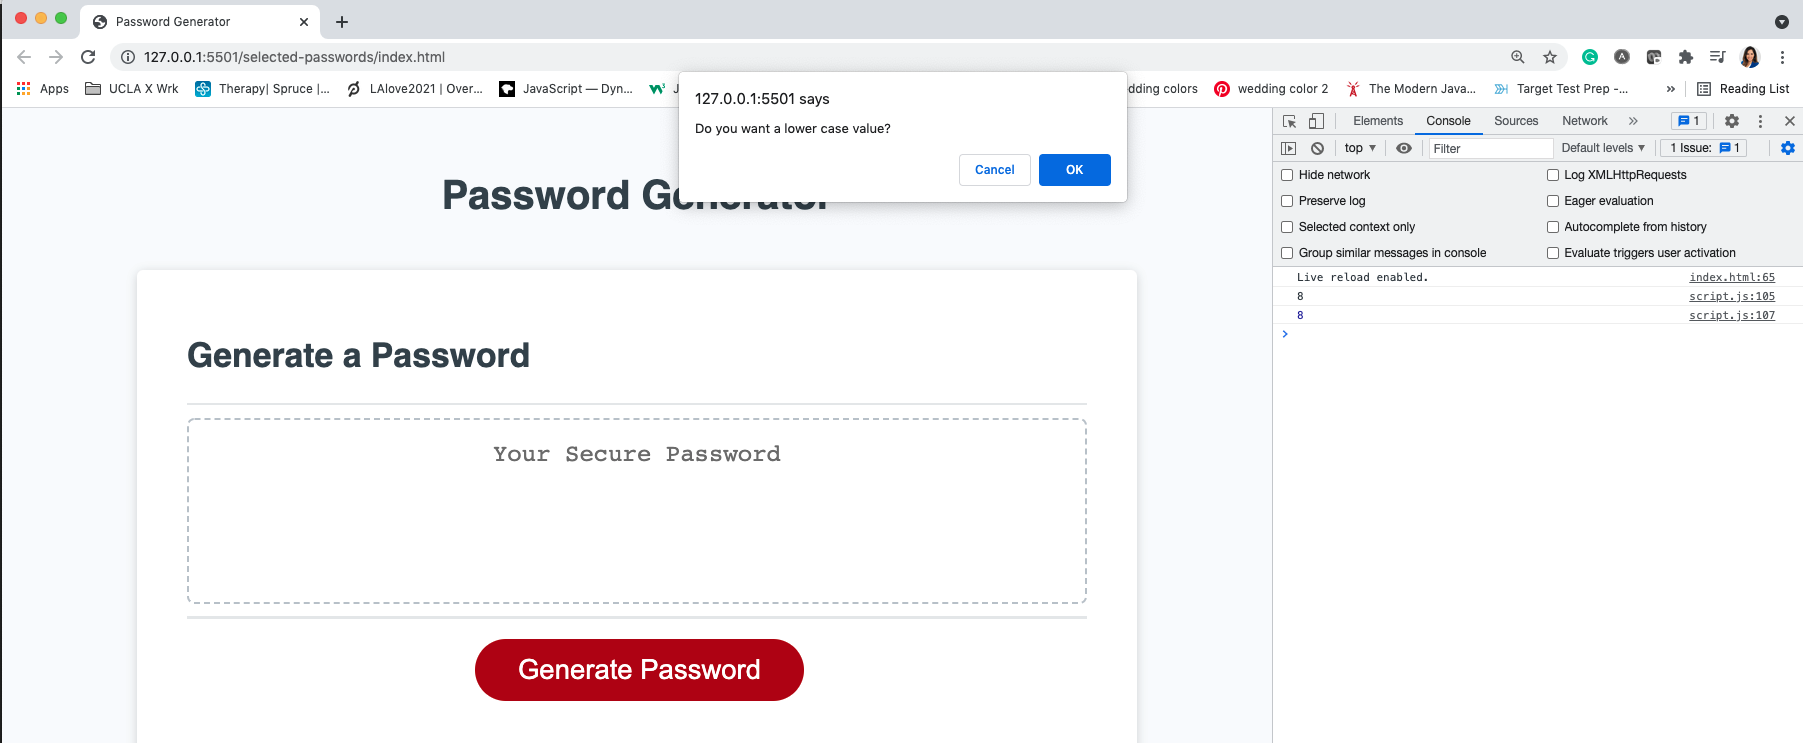 Password Generator
127.0.0.1:5501/selected-passwords/index.html
Apps
UCLA X Wrk
Therapy| Spruce |...
LAlove2021 | Over...
JavaScript — Dyn...
dding colors
wedding color 2
The Modern Java...
Target Test Prep -...
»
Reading List
127.0.0.1:5501 says
Do you want a lower case value?
Cancel
OK
Password Generator
Generate a Password
Your Secure Password
Generate Password
Elements
Console
Sources
Network
»
1
top
Filter
Default levels
1 Issue:
1
Hide network
Log XMLHttpRequests
Preserve log
Eager evaluation
Selected context only
Autocomplete from history
Group similar messages in console
Evaluate triggers user activation
Live reload enabled.
index.html:65
8
script.js:105
8
script.js:107